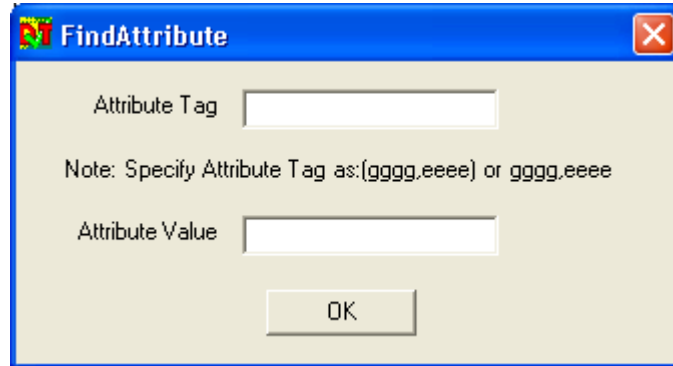 FindAttribute
Attribute Tag
Note: Specify Attribute Tag as:(gggg,eeee) or gggg,eeee
Attribute Value
OK